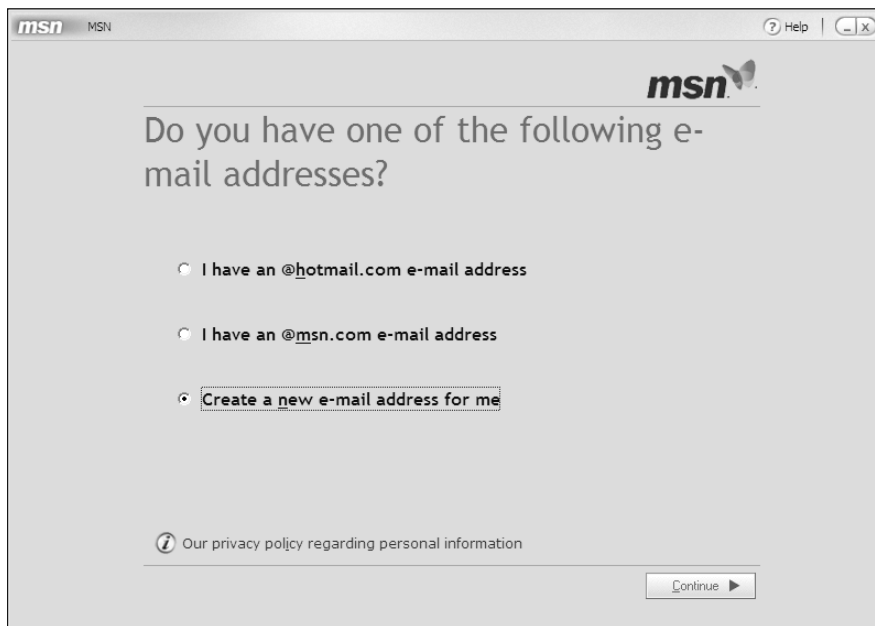 msn MSN Help
msn
Do you have one of the following e-
mail addresses?
I have an @hotmail.com e-mail address
I have an @msn.com e-mail address
Create a new e-mail address for me
Our privacy policy regarding personal information
Continue